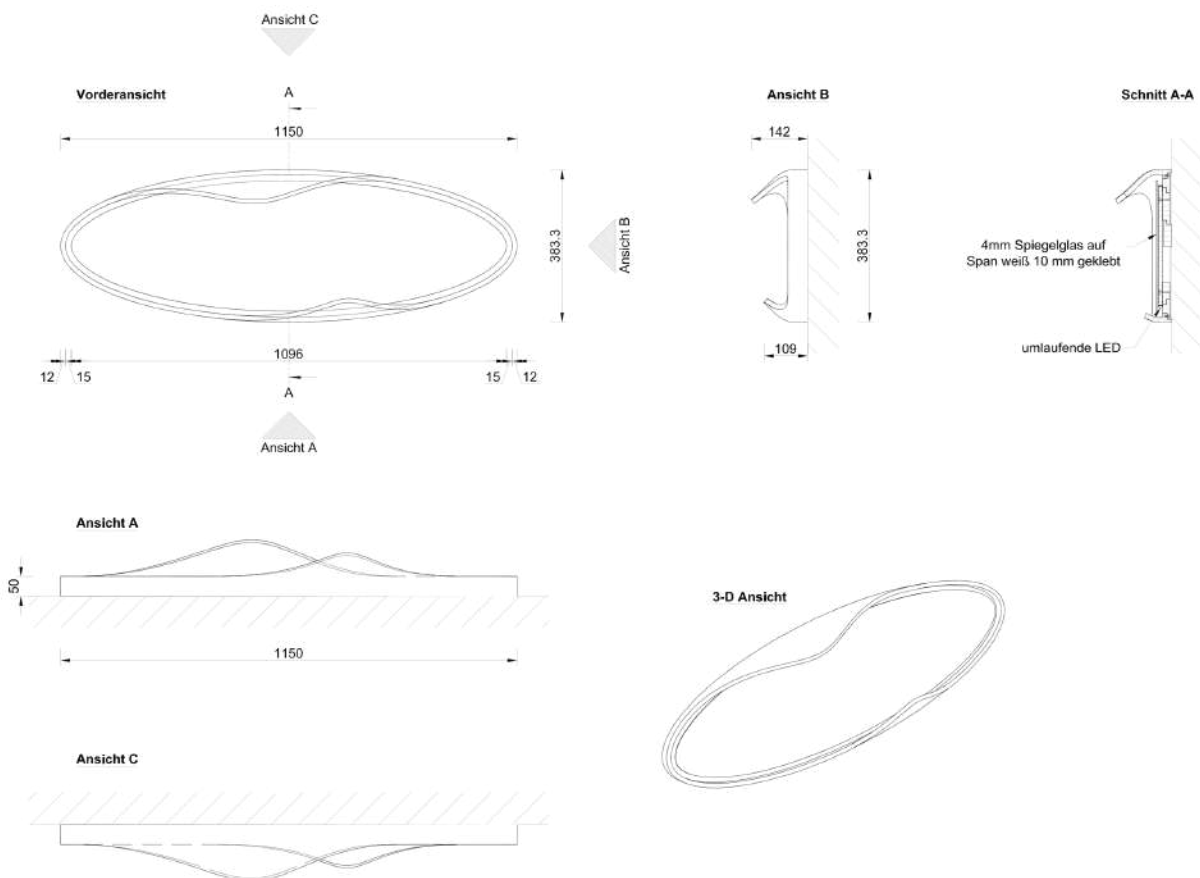 Ansicht C
Vorderansicht
A
Ansicht B
Schnitt A-A
1150
142
383.3
Ansicht B
383.3
4mm Spiegelglas auf
Span weiß 10 mm geklebt
umlaufende LED
1096
12
15
15
12
109
A
Ansicht A
Ansicht A
50
1150
3-D Ansicht
Ansicht C